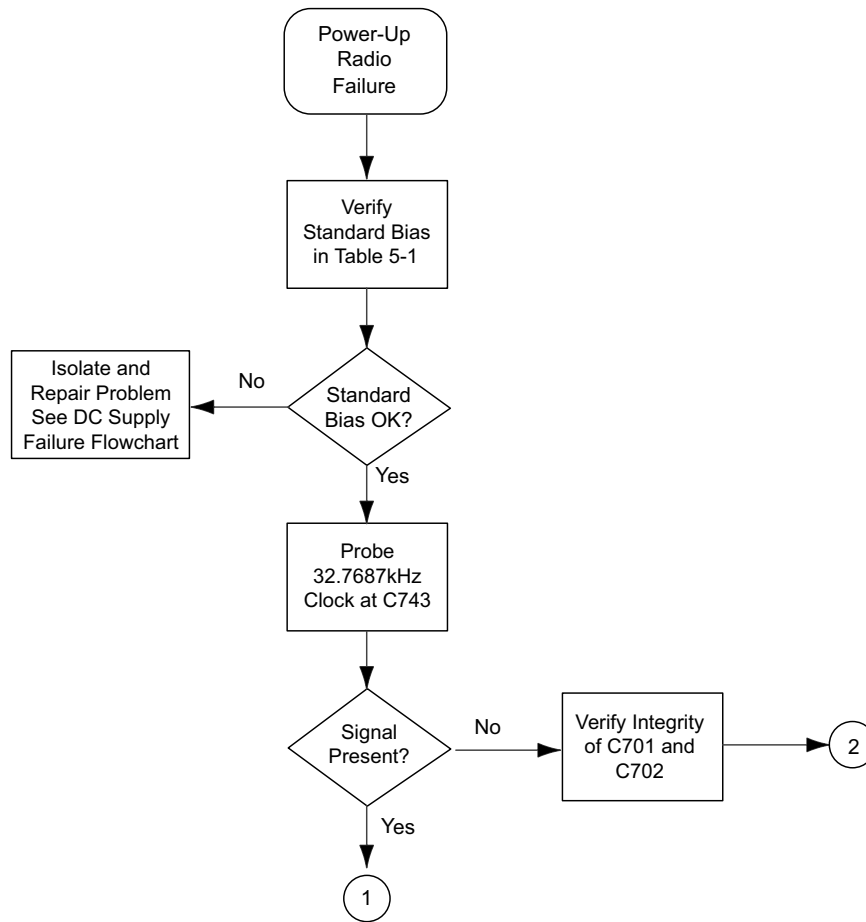 Power-Up
Radio
Failure
Verify
Standard Bias
in Table 5-1
Isolate and
Repair Problem
See DC Supply
Failure Flowchart
No
Standard
Bias OK?
Yes
Probe
32.7687kHz
Clock at C743
Signal
Present?
No
Verify Integrity
of C701 and
C702
2
Yes
1